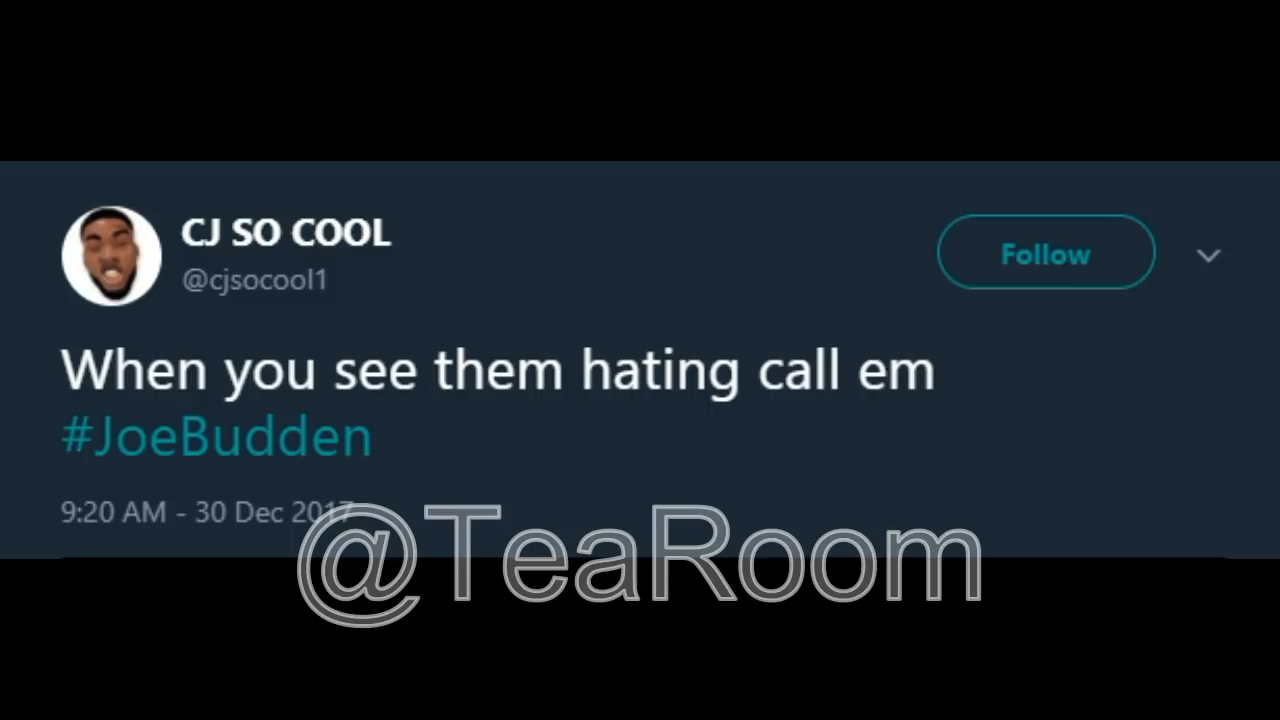 CJ SO COOL
@cjsocool1
Follow
When you see them hating call em
#JoeBudden
9:20 AM - 30 Dec 2017
@TeaRoom